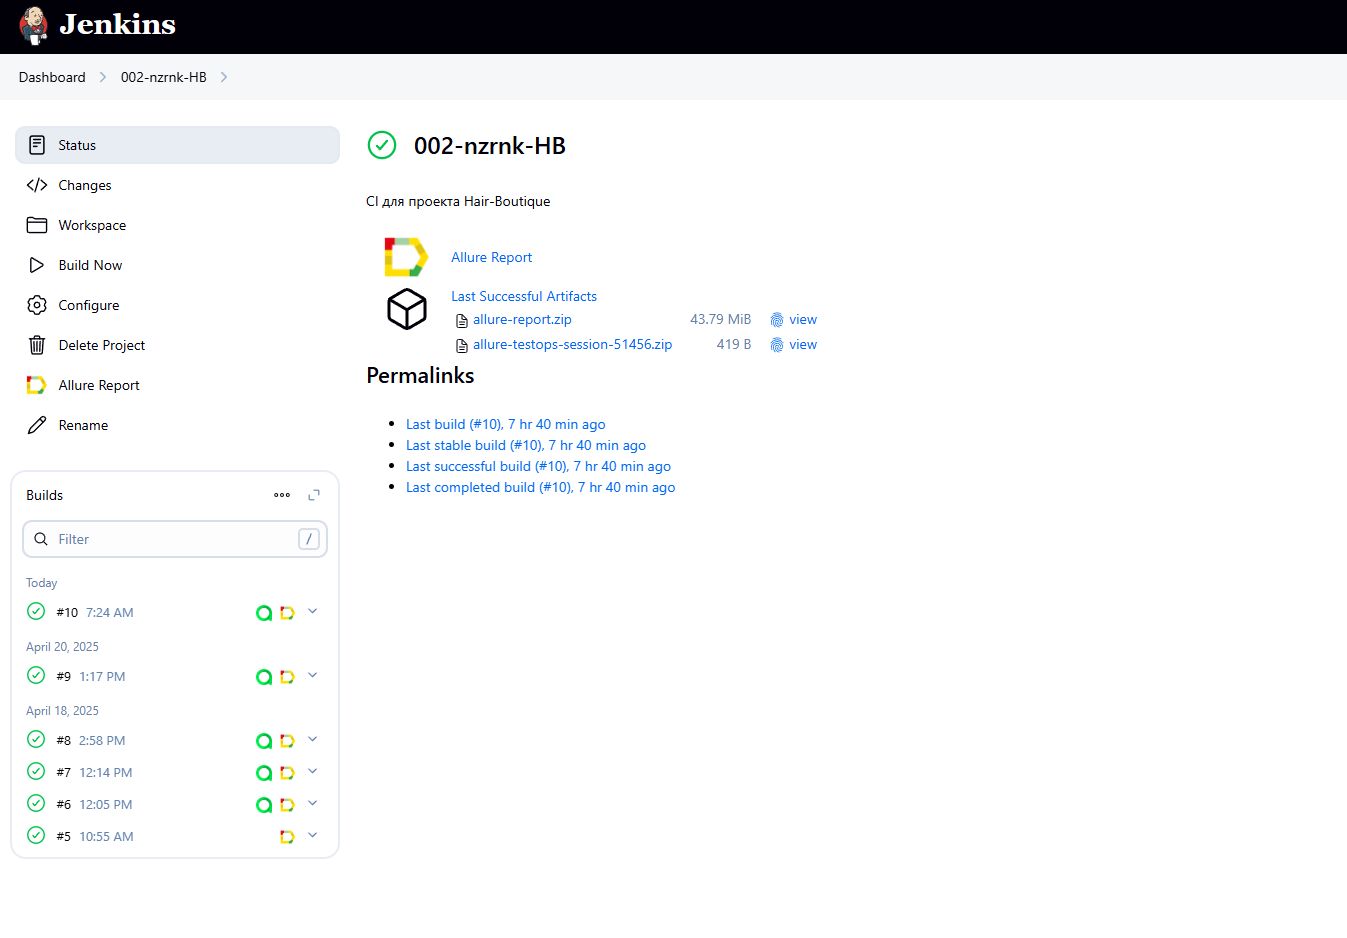 Jenkins
Dashboard
002-nzrnk-HB
Status
Changes
Workspace
Build Now
Configure
Delete Project
Allure Report
Rename
Builds
Filter /
Today
#10 7:24 AM
April 20, 2025
#9 1:17 PM
April 18, 2025
#8 2:58 PM
#7 12:14 PM
#6 12:05 PM
#5 10:55 AM
002-nzrnk-HB
CI для проекта Hair-Boutique
Allure Report
Last Successful Artifacts
allure-report.zip 43.79 MiB view
allure-testops-session-51456.zip 419 B view
Permalinks
Last build (#10), 7 hr 40 min ago
Last stable build (#10), 7 hr 40 min ago
Last successful build (#10), 7 hr 40 min ago
Last completed build (#10), 7 hr 40 min ago